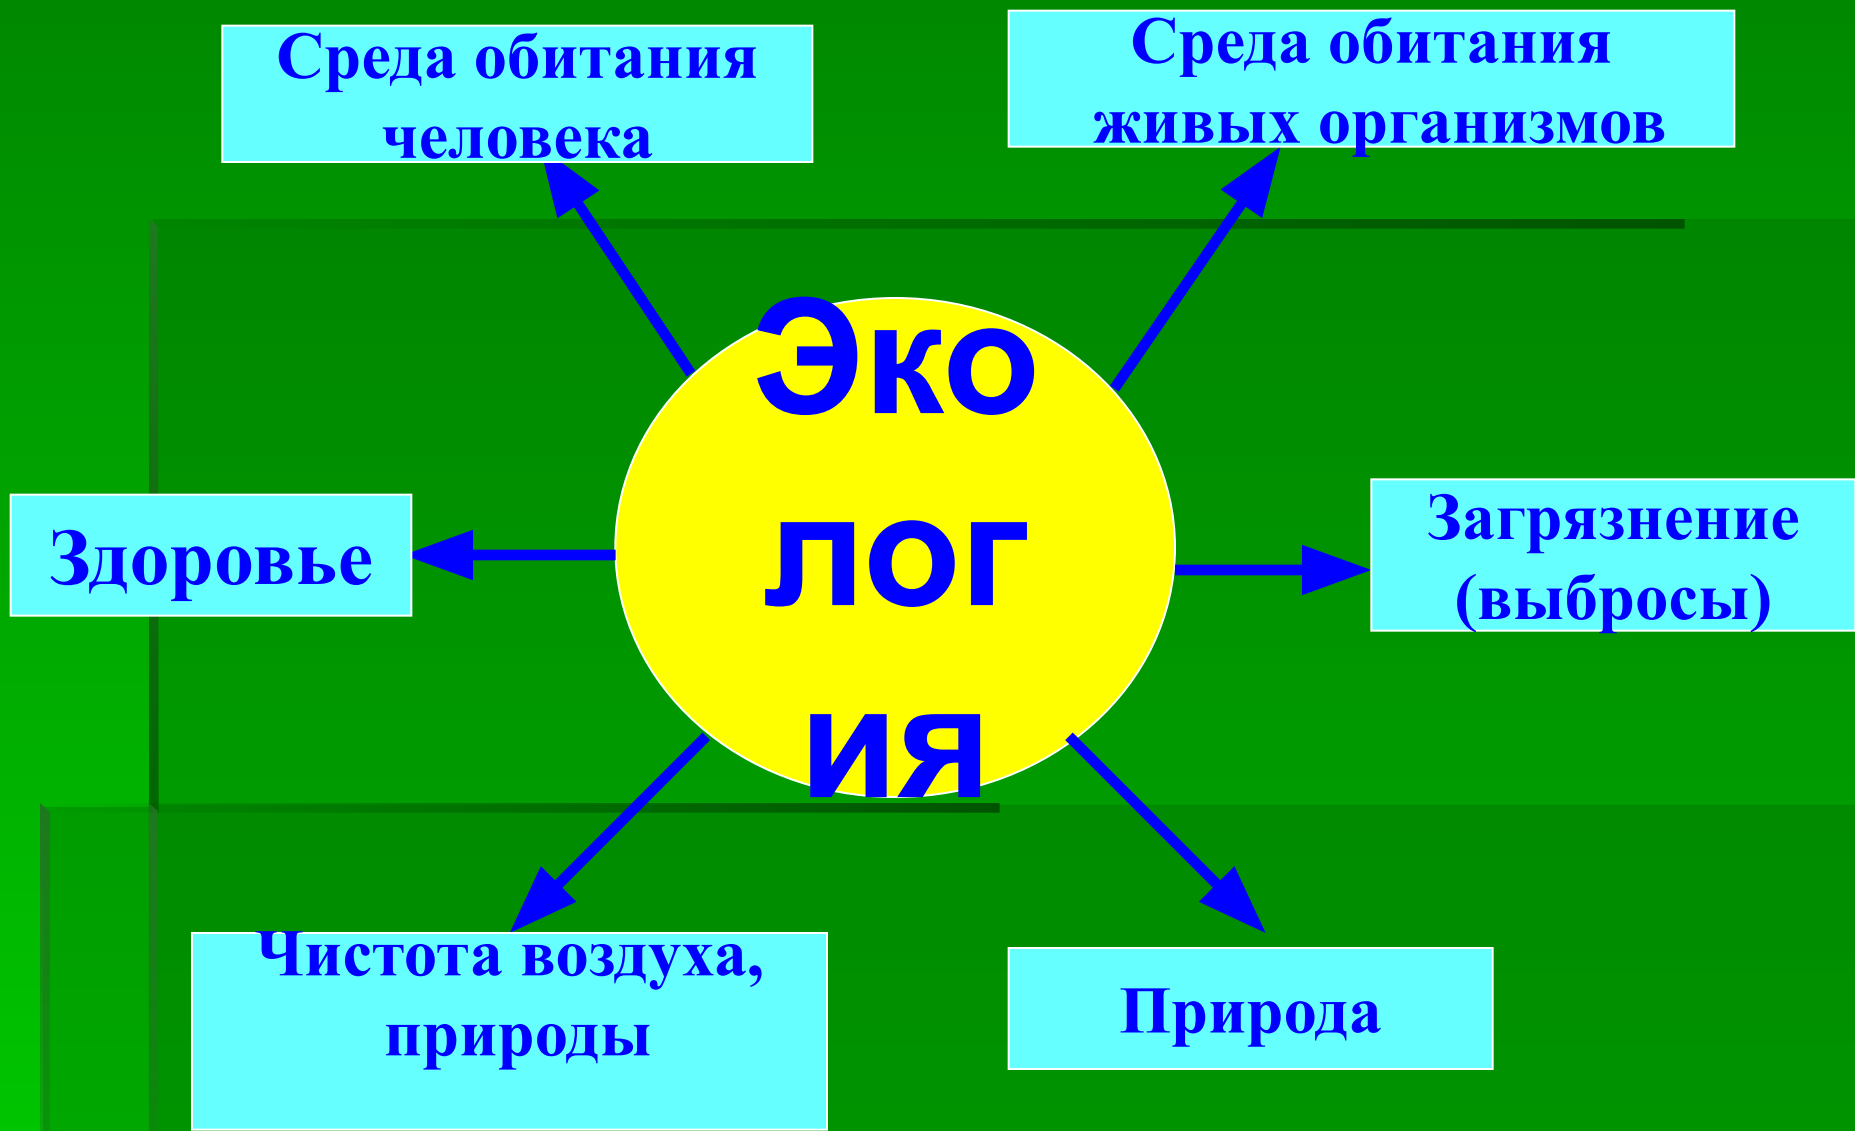 Среда обитания
человека
Среда обитания
живых организмов
Эко
лог
ия
Здоровье
Загрязнение
(выбросы)
Чистота воздуха,
природы
Природа